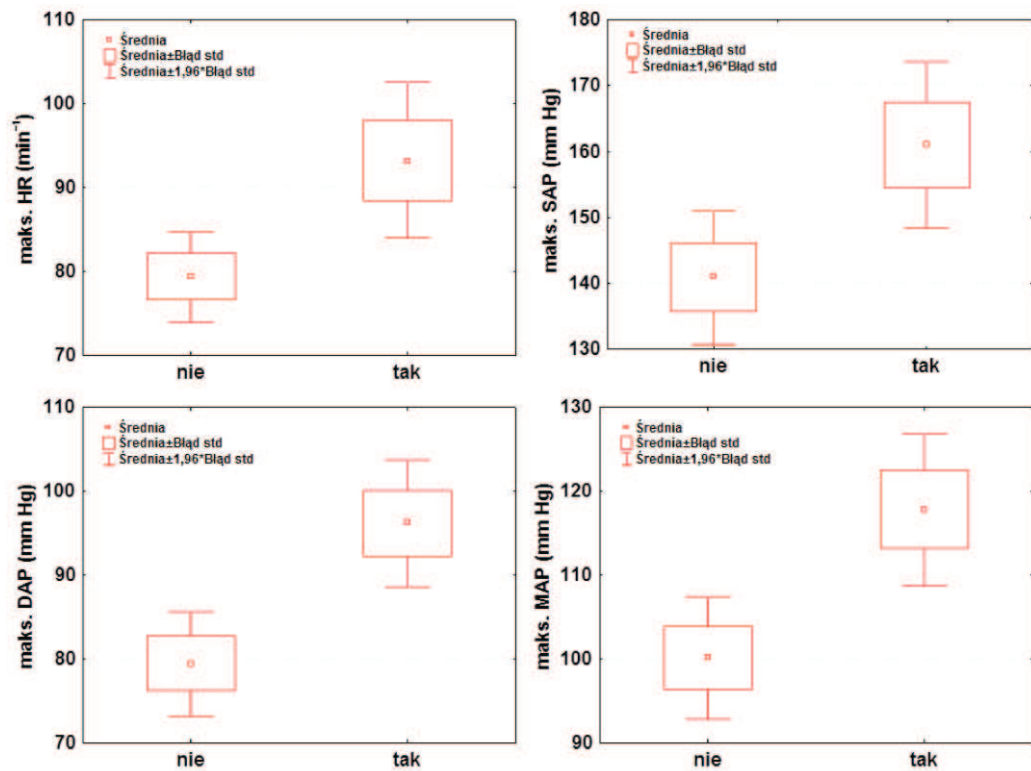 maks. HR (min⁻¹)
110
100
90
80
70
Średnia
Średnia±Błąd std
Średnia±1,96*Błąd std
nie
tak
maks. SAP (mm Hg)
180
170
160
150
140
130
Średnia
Średnia±Błąd std
Średnia±1,96*Błąd std
nie
tak
maks. DAP (mm Hg)
110
100
90
80
70
Średnia
Średnia±Błąd std
Średnia±1,96*Błąd std
nie
tak
maks. MAP (mm Hg)
130
120
110
100
90
Średnia
Średnia±Błąd std
Średnia±1,96*Błąd std
nie
tak